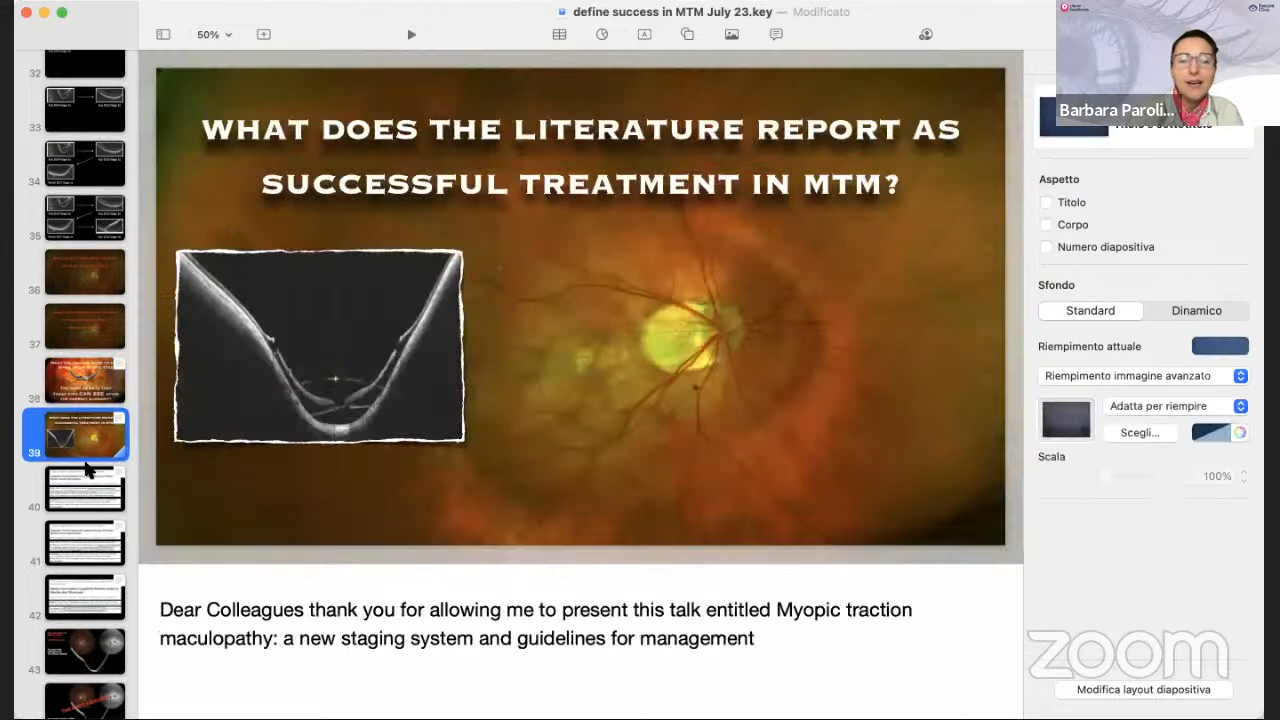 define success in MTM July 23.key — Modificato
50%
Barbara Paroli...
32
33
34
35
36
37
38
39
40
41
42
43
WHAT DOES THE LITERATURE REPORT AS
SUCCESSFUL TREATMENT IN MTM?
Dear Colleagues thank you for allowing me to present this talk entitled Myopic traction
maculopathy: a new staging system and guidelines for management
Aspetto
Titolo
Corpo
Numero diapositiva
Sfondo
Standard
Dinamico
Riempimento attuale
Riempimento immagine avanzato
Adatta per riempire
Scegli...
Scala
100%
Modifica layout diapositiva
zoom